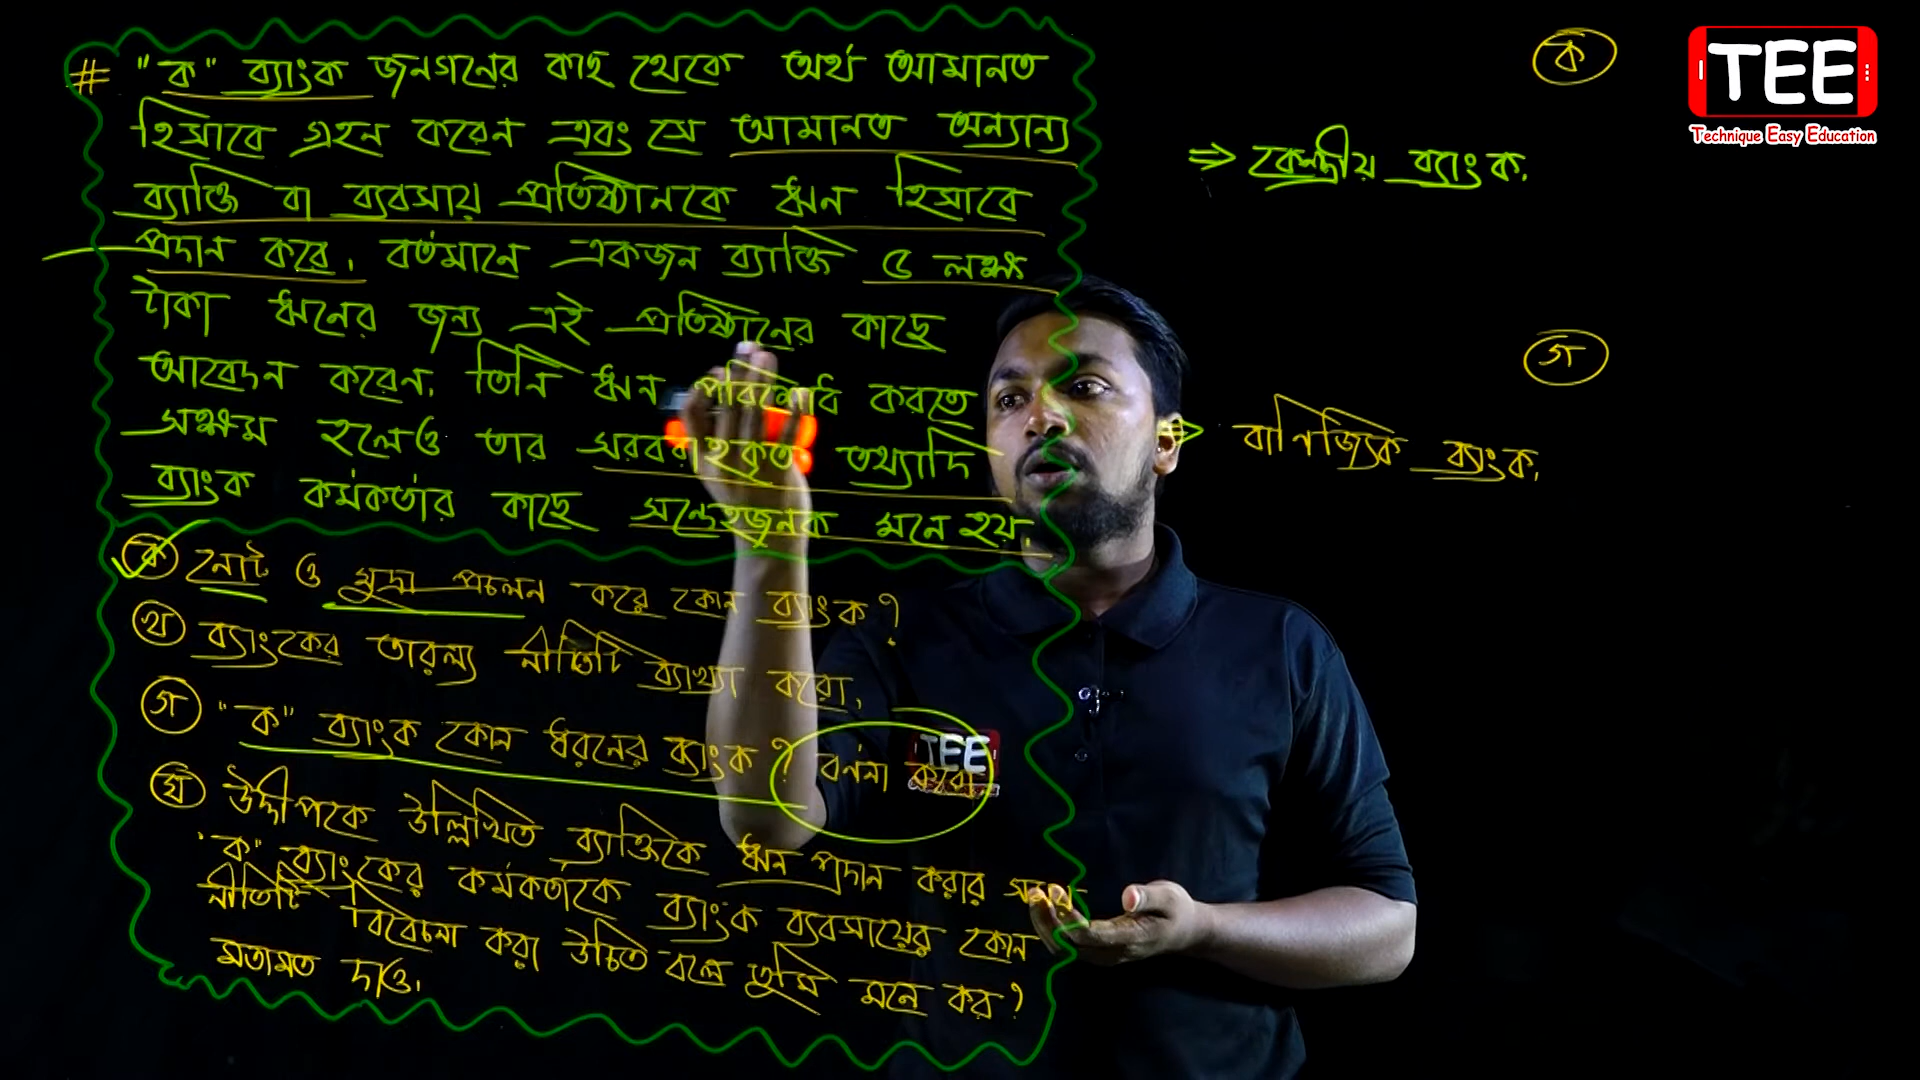 # "ক" ব্যাংক জনগনের কাছ থেকে অর্থ আমানত
হিসাবে গ্রহন করেন এবং সে আমানত অন্যান্য
ব্যাক্তি বা ব্যবসায় প্রতিষ্ঠানকে ঋন হিসাবে
প্রদান করে। বর্তমানে একজন ব্যাক্তি ৫ লক্ষ
টাকা ঋনের জন্য এই প্রতিষ্ঠানের কাছে
আবেদন করেন। তিনি ঋন পরিশোধ করতে
সক্ষম হলেও তার সরবরাহকৃত তথ্যাদি
ব্যাংক কর্মকর্তার কাছে সন্দেহজনক মনে হয়।
ক নোট ও মুদ্রা প্রচলন করে কোন ব্যাংক?
খ ব্যাংকের তারল্য নীতিটি ব্যাখ্যা করো।
গ "ক" ব্যাংক কোন ধরনের ব্যাংক? বর্ণনা করো
ঘ উদ্দীপকে উল্লিখিত ব্যাক্তিকে ঋন প্রদান করার সময়
"ক" ব্যাংকের কর্মকর্তাকে ব্যাংক ব্যবসায়ের কোন
নীতিটি বিবেচনা করা উচিত বলে তুমি মনে কর?
মতামত দাও।
ক
⇒ কেন্দ্রীয় ব্যাংক।
গ
⇒ বানিজ্যিক ব্যাংক।
TEE
Technique Easy Education
TEE